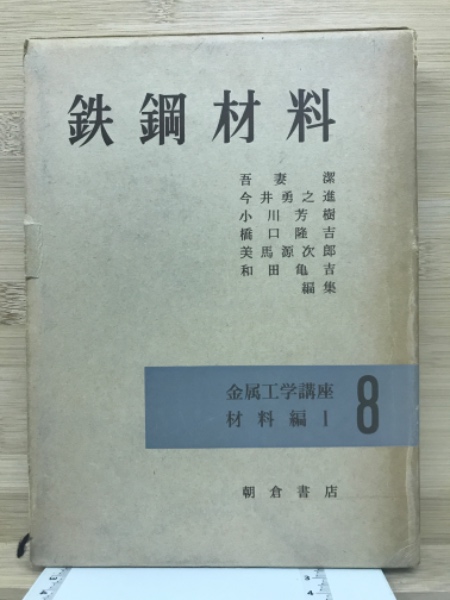 鉄鋼材料
吾妻潔
今井勇之進
小川芳樹
橋口隆吉
美馬源次郎
和田亀吉
編集
金属工学講座
材料編 I
8
朝倉書店